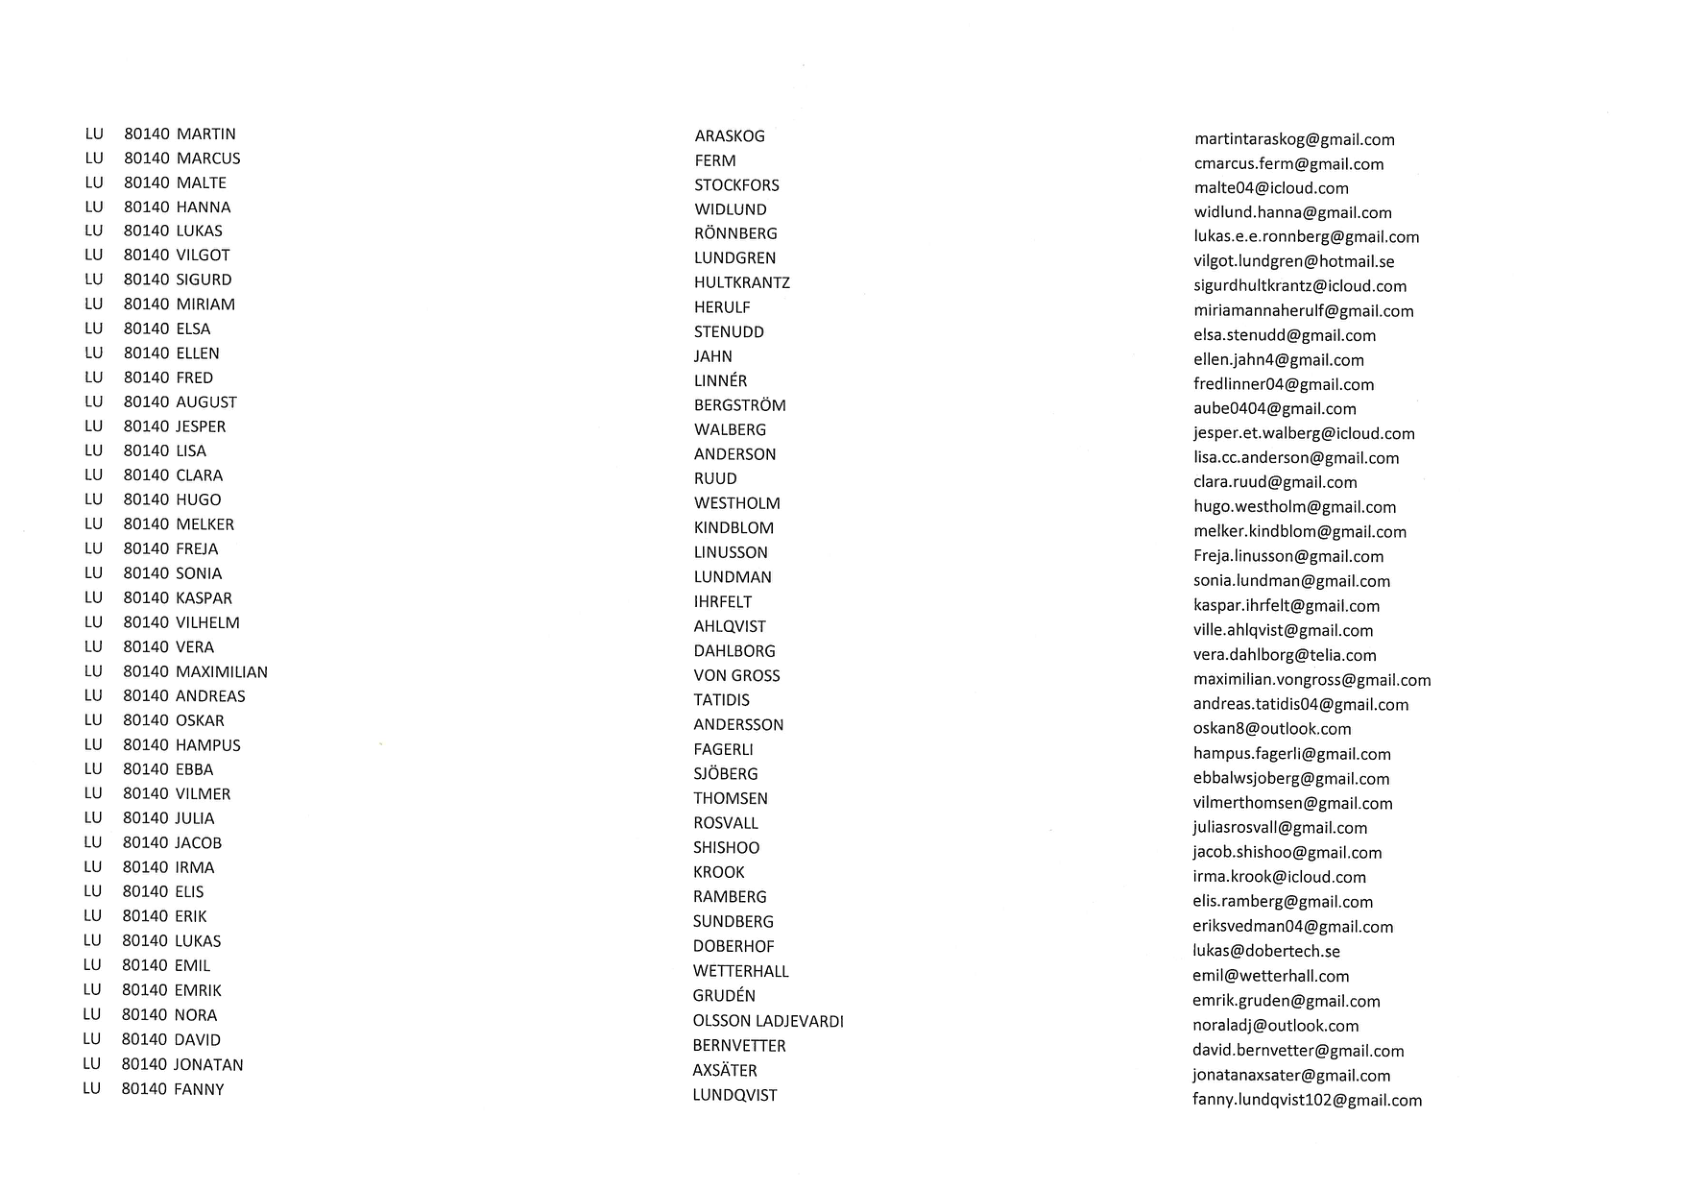 LU 80140 MARTIN ARASKOG martintaraskog@gmail.com
LU 80140 MARCUS FERM cmarcus.ferm@gmail.com
LU 80140 MALTE STOCKFORS malte04@icloud.com
LU 80140 HANNA WIDLUND widlund.hanna@gmail.com
LU 80140 LUKAS RÖNNBERG lukas.e.e.ronnberg@gmail.com
LU 80140 VILGOT LUNDGREN vilgot.lundgren@hotmail.se
LU 80140 SIGURD HULTKRANTZ sigurdhultkrantz@icloud.com
LU 80140 MIRIAM HERULF miriamannaherulf@gmail.com
LU 80140 ELSA STENUDD elsa.stenudd@gmail.com
LU 80140 ELLEN JAHN ellen.jahn4@gmail.com
LU 80140 FRED LINNÉR fredlinner04@gmail.com
LU 80140 AUGUST BERGSTRÖM aube0404@gmail.com
LU 80140 JESPER WALBERG jesper.et.walberg@icloud.com
LU 80140 LISA ANDERSON lisa.cc.anderson@gmail.com
LU 80140 CLARA RUUD clara.ruud@gmail.com
LU 80140 HUGO WESTHOLM hugo.westholm@gmail.com
LU 80140 MELKER KINDBLOM melker.kindblom@gmail.com
LU 80140 FREJA LINUSSON Freja.linusson@gmail.com
LU 80140 SONIA LUNDMAN sonia.lundman@gmail.com
LU 80140 KASPAR IHRFELT kaspar.ihrfelt@gmail.com
LU 80140 VILHELM AHLQVIST ville.ahlqvist@gmail.com
LU 80140 VERA DAHLBORG vera.dahlborg@telia.com
LU 80140 MAXIMILIAN VON GROSS maximilian.vongross@gmail.com
LU 80140 ANDREAS TATIDIS andreas.tatidis04@gmail.com
LU 80140 OSKAR ANDERSSON oskan8@outlook.com
LU 80140 HAMPUS FAGERLI hampus.fagerli@gmail.com
LU 80140 EBBA SJÖBERG ebbalwsjoberg@gmail.com
LU 80140 VILMER THOMSEN vilmerthomsen@gmail.com
LU 80140 JULIA ROSVALL juliasrosvall@gmail.com
LU 80140 JACOB SHISHOO jacob.shishoo@gmail.com
LU 80140 IRMA KROOK irma.krook@icloud.com
LU 80140 ELIS RAMBERG elis.ramberg@gmail.com
LU 80140 ERIK SUNDBERG eriksvedman04@gmail.com
LU 80140 LUKAS DOBERHOF lukas@dobertech.se
LU 80140 EMIL WETTERHALL emil@wetterhall.com
LU 80140 EMRIK GRUDÉN emrik.gruden@gmail.com
LU 80140 NORA OLSSON LADJEVARDI noraladj@outlook.com
LU 80140 DAVID BERNVETTER david.bernvetter@gmail.com
LU 80140 JONATAN AXSÄTER jonatanaxsater@gmail.com
LU 80140 FANNY LUNDQVIST fanny.lundqvist102@gmail.com